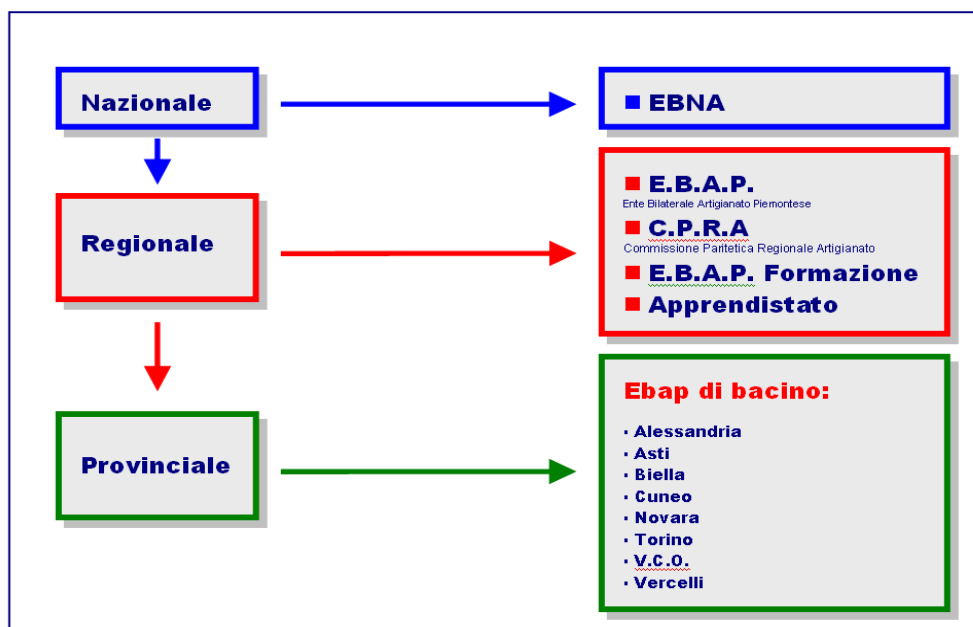 Nazionale
■ EBNA
Regionale
■ E.B.A.P.
Ente Bilaterale Artigianato Piemontese
■ C.P.R.A
Commissione Paritetica Regionale Artigianato
■ E.B.A.P. Formazione
■ Apprendistato
Provinciale
Ebap di bacino:
· Alessandria
· Asti
· Biella
· Cuneo
· Novara
· Torino
· V.C.O.
· Vercelli